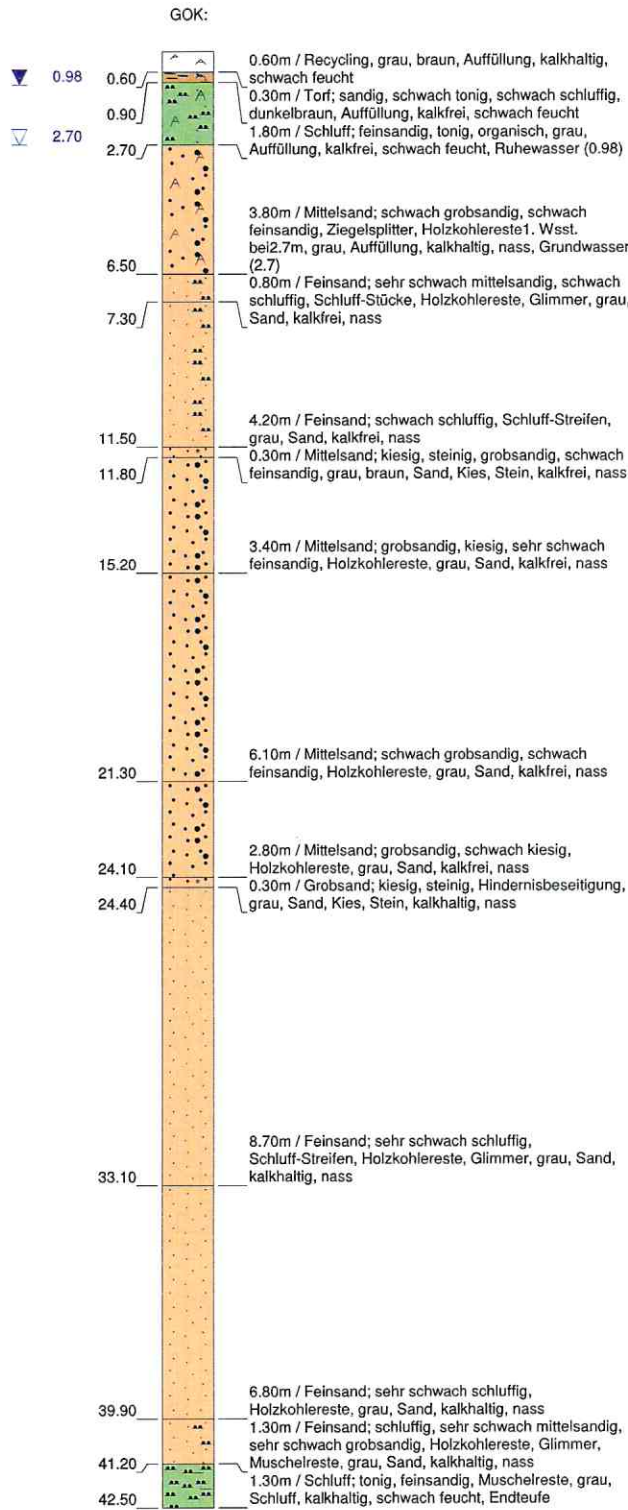 GOK:
0.60m / Recycling, grau, braun, Auffüllung, kalkhaltig,
schwach feucht
0.98
0.60
0.30m / Torf; sandig, schwach tonig, schwach schluffig,
dunkelbraun, Auffüllung, kalkfrei, schwach feucht
0.90
1.80m / Schluff; feinsandig, tonig, organisch, grau,
Auffüllung, kalkfrei, schwach feucht, Ruhewasser (0.98)
2.70
2.70
3.80m / Mittelsand; schwach grobsandig, schwach
feinsandig, Ziegelsplitter, Holzkohlereste1. Wsst.
bei2.7m, grau, Auffüllung, kalkhaltig, nass, Grundwasser
(2.7)
6.50
0.80m / Feinsand; sehr schwach mittelsandig, schwach
schluffig, Schluff-Stücke, Holzkohlereste, Glimmer, grau,
Sand, kalkfrei, nass
7.30
4.20m / Feinsand; schwach schluffig, Schluff-Streifen,
grau, Sand, kalkfrei, nass
11.50
0.30m / Mittelsand; kiesig, steinig, grobsandig, schwach
feinsandig, grau, braun, Sand, Kies, Stein, kalkfrei, nass
11.80
3.40m / Mittelsand; grobsandig, kiesig, sehr schwach
feinsandig, Holzkohlereste, grau, Sand, kalkfrei, nass
15.20
6.10m / Mittelsand; schwach grobsandig, schwach
feinsandig, Holzkohlereste, grau, Sand, kalkfrei, nass
21.30
2.80m / Mittelsand; grobsandig, schwach kiesig,
Holzkohlereste, grau, Sand, kalkfrei, nass
24.10
0.30m / Grobsand; kiesig, steinig, Hindernisbeseitigung,
grau, Sand, Kies, Stein, kalkhaltig, nass
24.40
8.70m / Feinsand; sehr schwach schluffig,
Schluff-Streifen, Holzkohlereste, Glimmer, grau, Sand,
kalkhaltig, nass
33.10
6.80m / Feinsand; sehr schwach schluffig,
Holzkohlereste, grau, Sand, kalkhaltig, nass
39.90
1.30m / Feinsand; schluffig, sehr schwach mittelsandig,
sehr schwach grobsandig, Holzkohlereste, Glimmer,
Muschelreste, grau, Sand, kalkhaltig, nass
41.20
1.30m / Schluff; tonig, feinsandig, Muschelreste, grau,
Schluff, kalkhaltig, schwach feucht, Endteufe
42.50